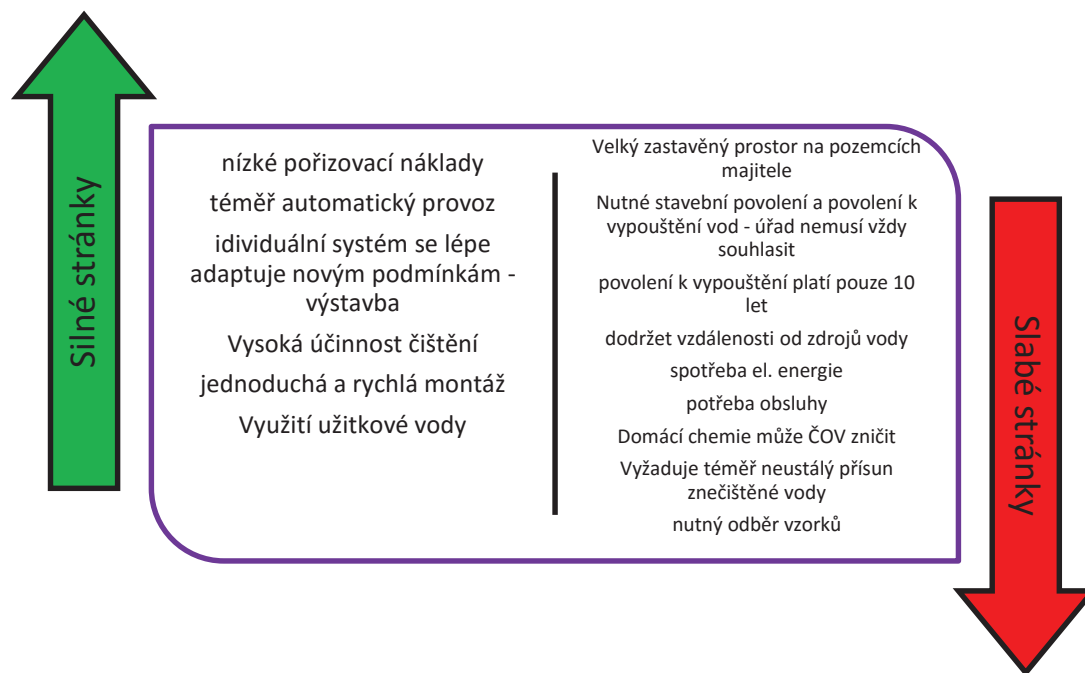 Silné stránky
nízké pořizovací náklady
téměř automatický provoz
idividuální systém se lépe
adaptuje novým podmínkám -
výstavba
Vysoká účinnost čištění
jednoduchá a rychlá montáž
Využití užitkové vody
Velký zastavěný prostor na pozemcích
majitele
Nutné stavební povolení a povolení k
vypouštění vod - úřad nemusí vždy
souhlasit
povolení k vypouštění platí pouze 10
let
dodržet vzdálenosti od zdrojů vody
spotřeba el. energie
potřeba obsluhy
Domácí chemie může ČOV zničit
Vyžaduje téměř neustálý přísun
znečištěné vody
nutný odběr vzorků
Slabé stránky